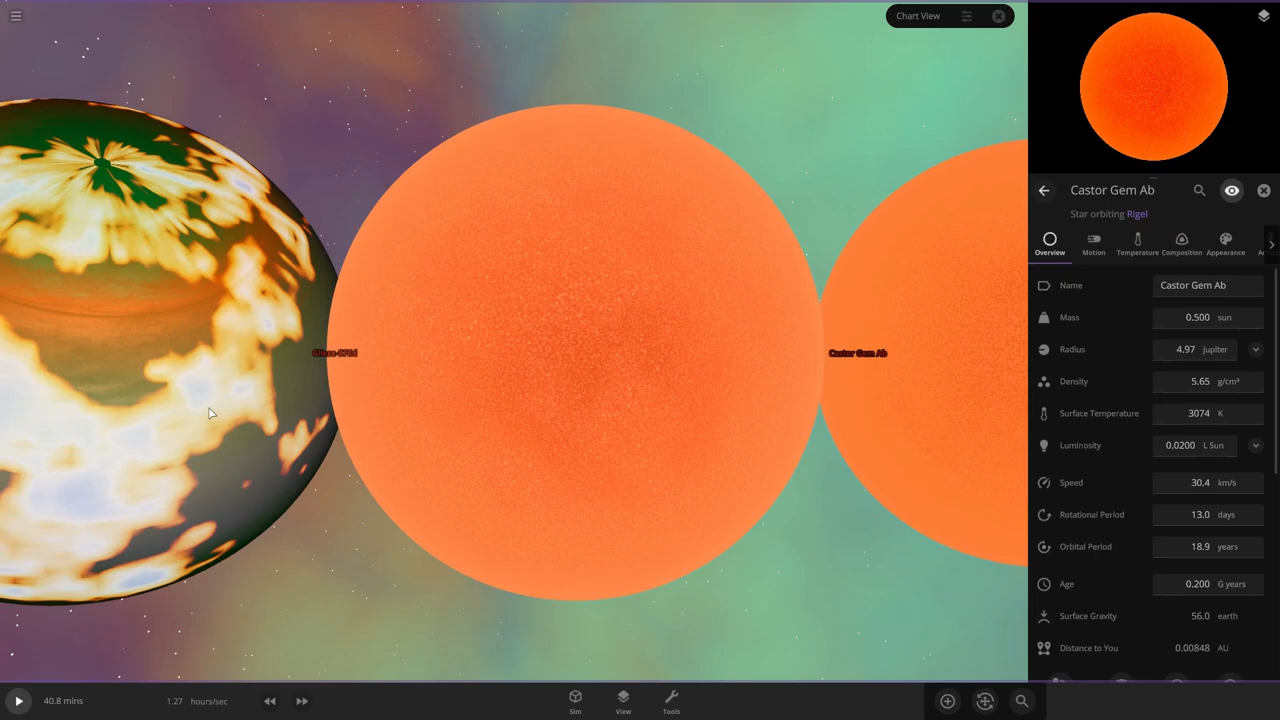 Chart View
Gliese-876d
Castor Gem Ab
Castor Gem Ab
Star orbiting Rigel
Overview
Motion
Temperature
Composition
Appearance
Name
Castor Gem Ab
Mass
0.500 sun
Radius
4.97 jupiter
Density
5.65 g/cm³
Surface Temperature
3074 K
Luminosity
0.0200 L Sun
Speed
30.4 km/s
Rotational Period
13.0 days
Orbital Period
18.9 years
Age
0.200 G years
Surface Gravity
56.0 earth
Distance to You
0.00848 AU
40.8 mins
1.27 hours/sec
Sim
View
Tools